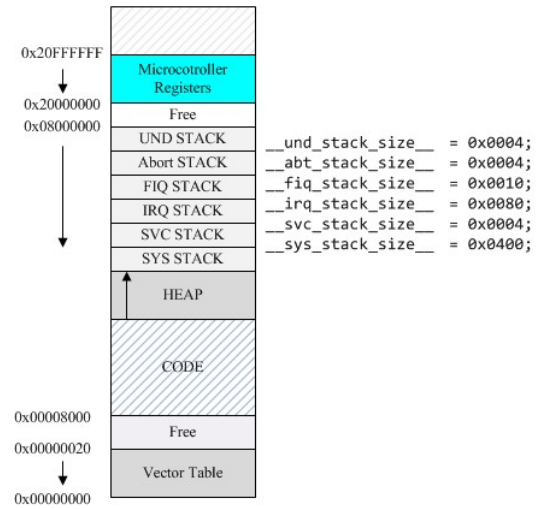 0x20FFFFFF
Microcotroller
Registers
0x20000000
Free
0x08000000
UND STACK __und_stack_size__ = 0x0004;
Abort STACK __abt_stack_size__ = 0x0004;
FIQ STACK __fiq_stack_size__ = 0x0010;
IRQ STACK __irq_stack_size__ = 0x0080;
SVC STACK __svc_stack_size__ = 0x0004;
SYS STACK __sys_stack_size__ = 0x0400;
HEAP
CODE
0x00008000
Free
0x00000020
Vector Table
0x00000000